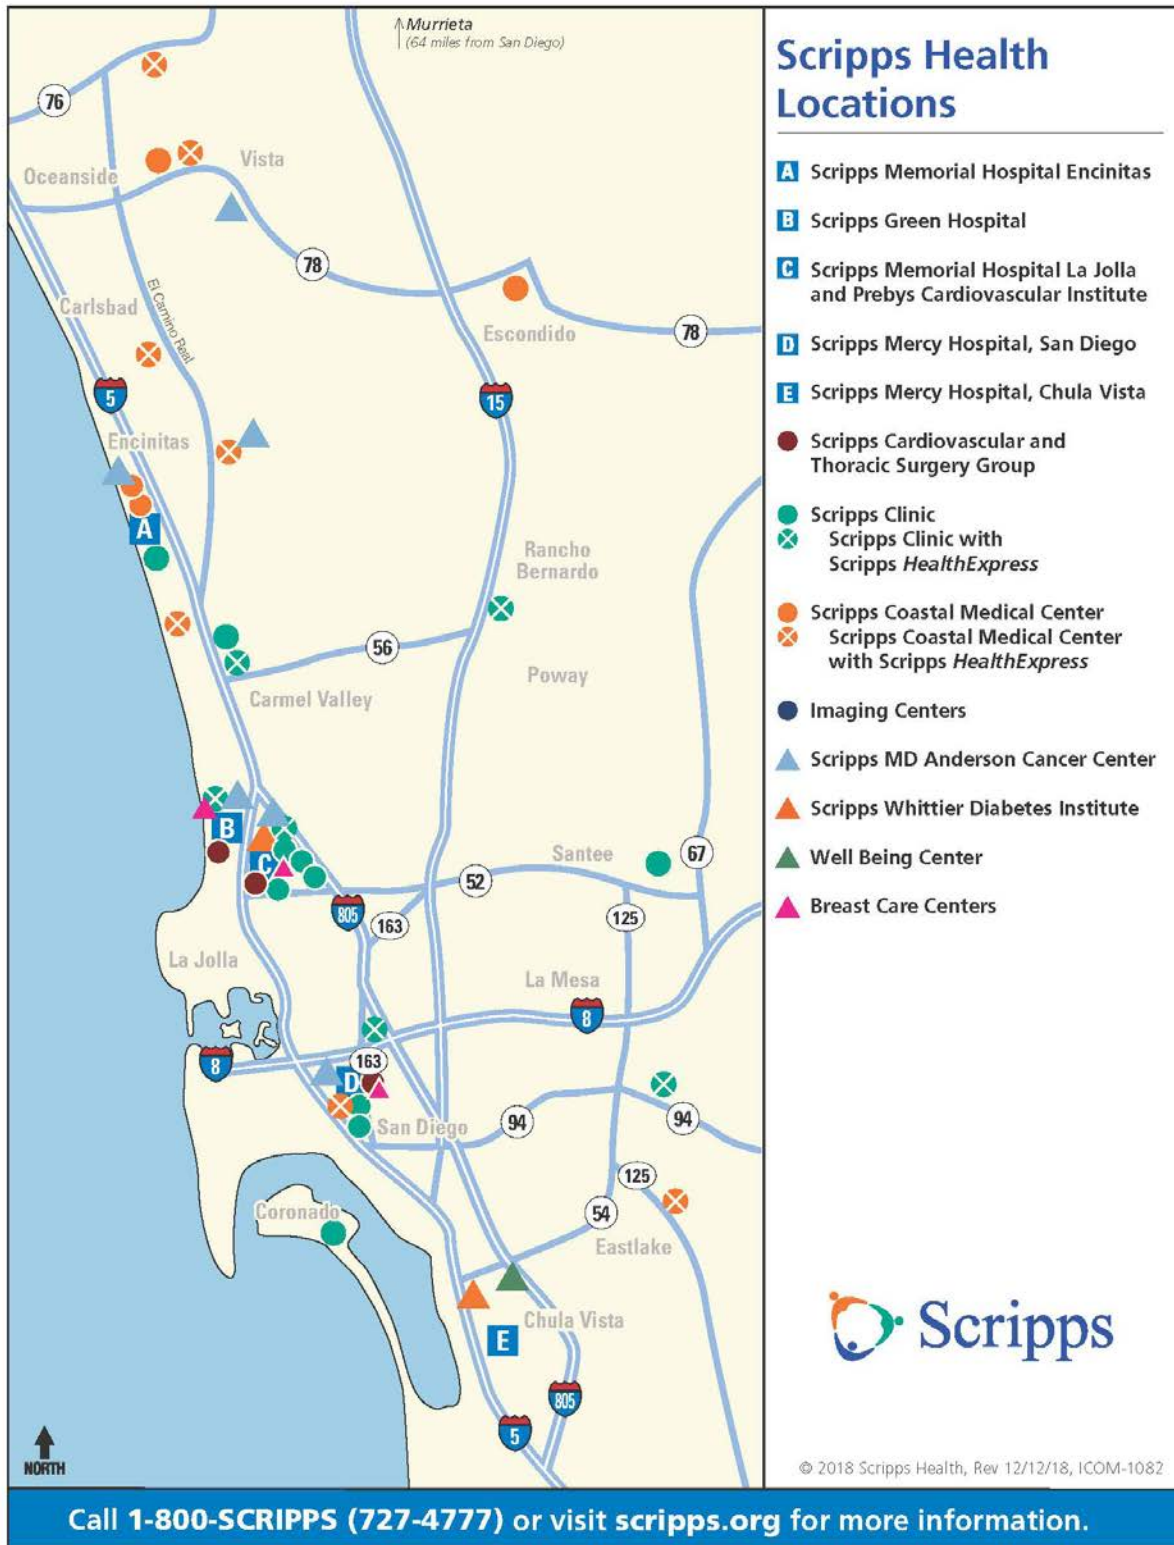 Murrieta
(64 miles from San Diego)
76
Oceanside
Vista
78
Carlsbad
El Camino Real
Escondido
78
5
15
Encinitas
A
Rancho
Bernardo
56
Poway
Carmel Valley
B
C
Santee
67
52
805
163
125
La Jolla
La Mesa
8
8
163
D
San Diego
94
94
125
Coronado
54
Eastlake
Chula Vista
E
805
5
NORTH
Scripps Health
Locations
A Scripps Memorial Hospital Encinitas
B Scripps Green Hospital
C Scripps Memorial Hospital La Jolla
and Prebys Cardiovascular Institute
D Scripps Mercy Hospital, San Diego
E Scripps Mercy Hospital, Chula Vista
Scripps Cardiovascular and
Thoracic Surgery Group
Scripps Clinic
Scripps Clinic with
Scripps HealthExpress
Scripps Coastal Medical Center
Scripps Coastal Medical Center
with Scripps HealthExpress
Imaging Centers
Scripps MD Anderson Cancer Center
Scripps Whittier Diabetes Institute
Well Being Center
Breast Care Centers
Scripps
© 2018 Scripps Health, Rev 12/12/18, ICOM-1082
Call 1-800-SCRIPPS (727-4777) or visit scripps.org for more information.